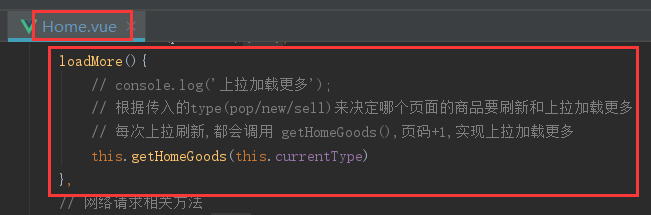 Home.vue
loadMore(){
// console.log('上拉加载更多');
// 根据传入的type(pop/new/sell)来决定哪个页面的商品要刷新和上拉加载更多
// 每次上拉刷新,都会调用 getHomeGoods(),页码+1,实现上拉加载更多
this.getHomeGoods(this.currentType)
},
// 网络请求相关方法